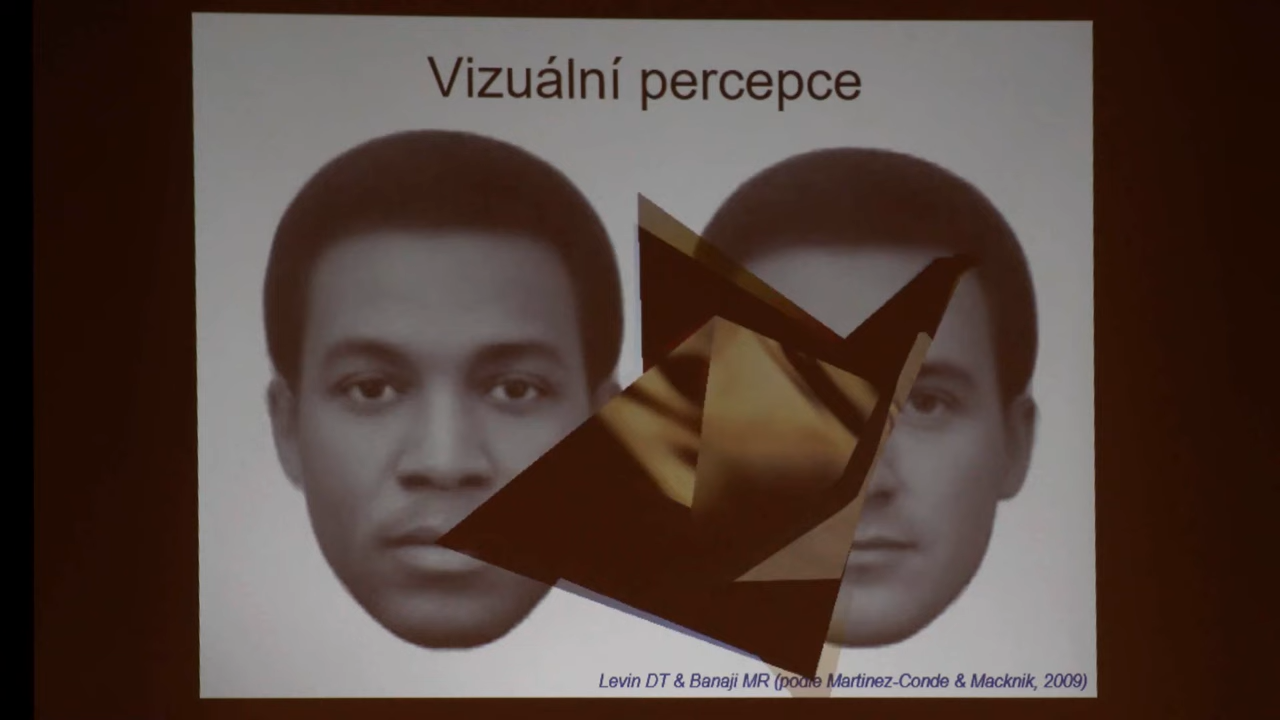 Vizuální percepce
Levin DT & Banaji MR (podle Martinez-Conde & Macknik, 2009)